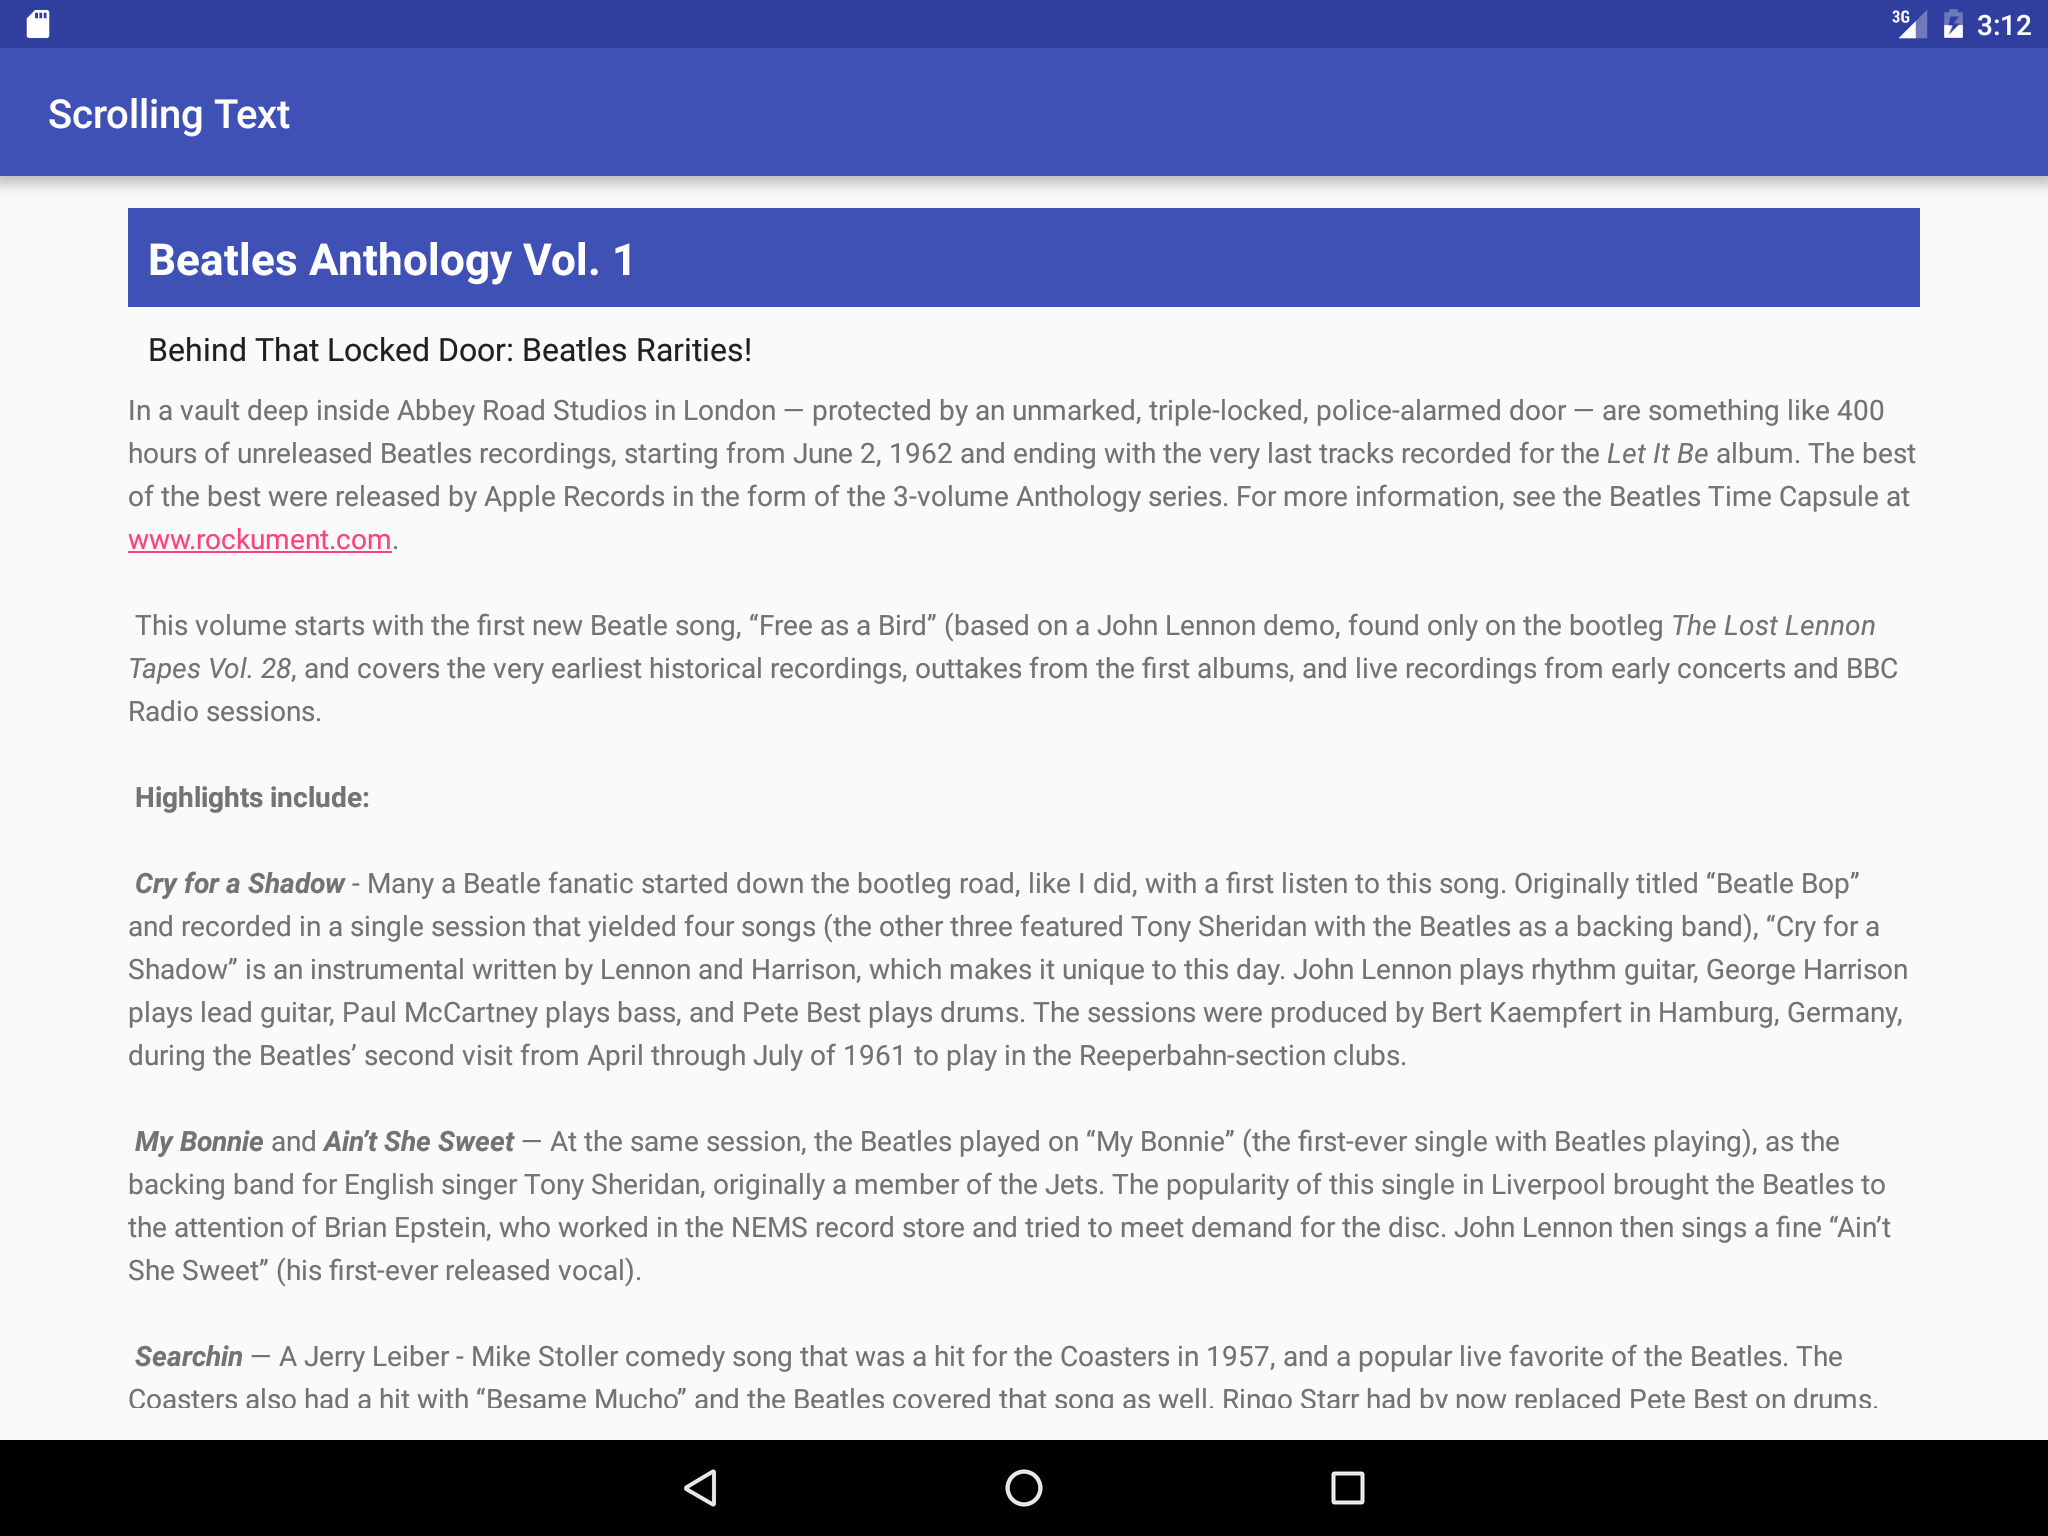 3G 3:12
Scrolling Text
Beatles Anthology Vol. 1
Behind That Locked Door: Beatles Rarities!
In a vault deep inside Abbey Road Studios in London — protected by an unmarked, triple-locked, police-alarmed door — are something like 400
hours of unreleased Beatles recordings, starting from June 2, 1962 and ending with the very last tracks recorded for the Let It Be album. The best
of the best were released by Apple Records in the form of the 3-volume Anthology series. For more information, see the Beatles Time Capsule at
www.rockument.com.
This volume starts with the first new Beatle song, “Free as a Bird” (based on a John Lennon demo, found only on the bootleg The Lost Lennon
Tapes Vol. 28, and covers the very earliest historical recordings, outtakes from the first albums, and live recordings from early concerts and BBC
Radio sessions.
Highlights include:
Cry for a Shadow - Many a Beatle fanatic started down the bootleg road, like I did, with a first listen to this song. Originally titled “Beatle Bop”
and recorded in a single session that yielded four songs (the other three featured Tony Sheridan with the Beatles as a backing band), “Cry for a
Shadow” is an instrumental written by Lennon and Harrison, which makes it unique to this day. John Lennon plays rhythm guitar, George Harrison
plays lead guitar, Paul McCartney plays bass, and Pete Best plays drums. The sessions were produced by Bert Kaempfert in Hamburg, Germany,
during the Beatles’ second visit from April through July of 1961 to play in the Reeperbahn-section clubs.
My Bonnie and Ain’t She Sweet — At the same session, the Beatles played on “My Bonnie” (the first-ever single with Beatles playing), as the
backing band for English singer Tony Sheridan, originally a member of the Jets. The popularity of this single in Liverpool brought the Beatles to
the attention of Brian Epstein, who worked in the NEMS record store and tried to meet demand for the disc. John Lennon then sings a fine “Ain’t
She Sweet” (his first-ever released vocal).
Searchin — A Jerry Leiber - Mike Stoller comedy song that was a hit for the Coasters in 1957, and a popular live favorite of the Beatles. The
Coasters also had a hit with “Besame Mucho” and the Beatles covered that song as well. Ringo Starr had by now replaced Pete Best on drums.